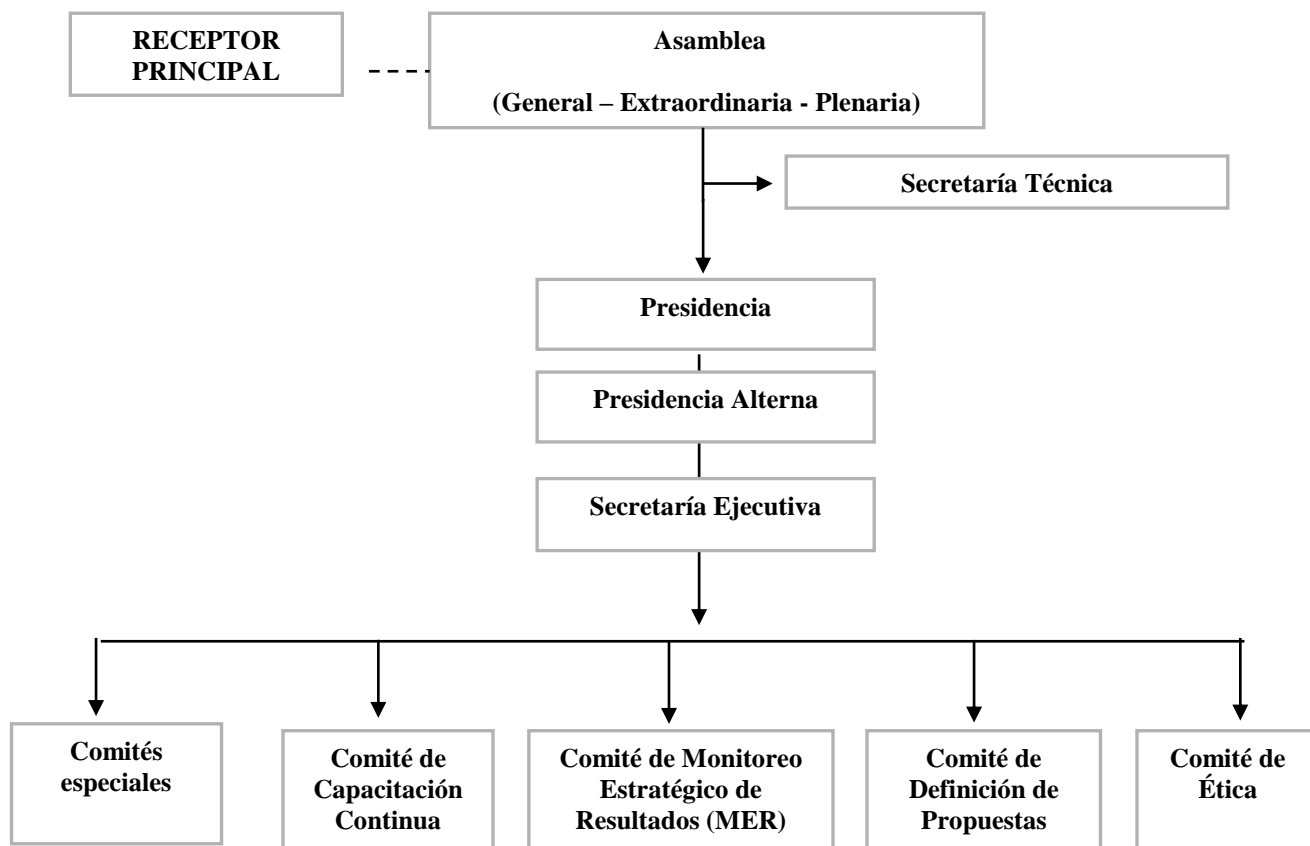 RECEPTOR
PRINCIPAL
Asamblea
(General – Extraordinaria - Plenaria)
Secretaría Técnica
Presidencia
Presidencia Alterna
Secretaría Ejecutiva
Comités
especiales
Comité de
Capacitación
Continua
Comité de Monitoreo
Estratégico de
Resultados (MER)
Comité de
Definición de
Propuestas
Comité de
Ética